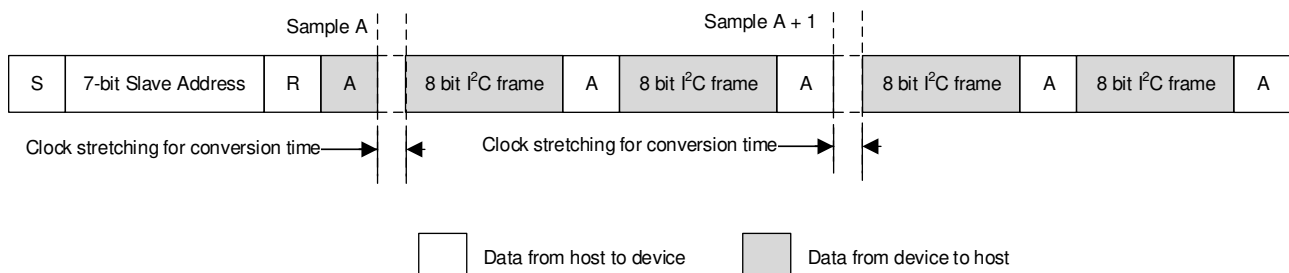 Sample A
Sample A + 1
S 7-bit Slave Address R A 8 bit I²C frame A 8 bit I²C frame A 8 bit I²C frame A 8 bit I²C frame A
Clock stretching for conversion time Clock stretching for conversion time
Data from host to device Data from device to host